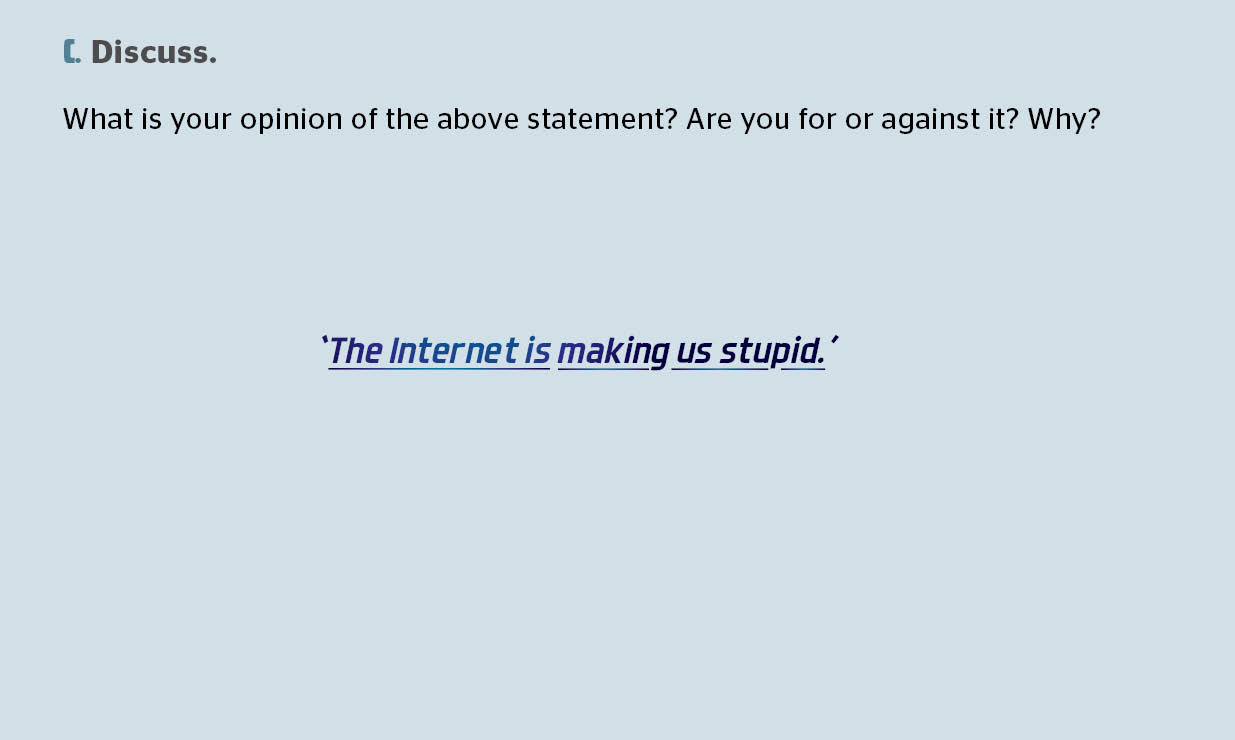 C. Discuss.
What is your opinion of the above statement? Are you for or against it? Why?
‘The Internet is making us stupid.’